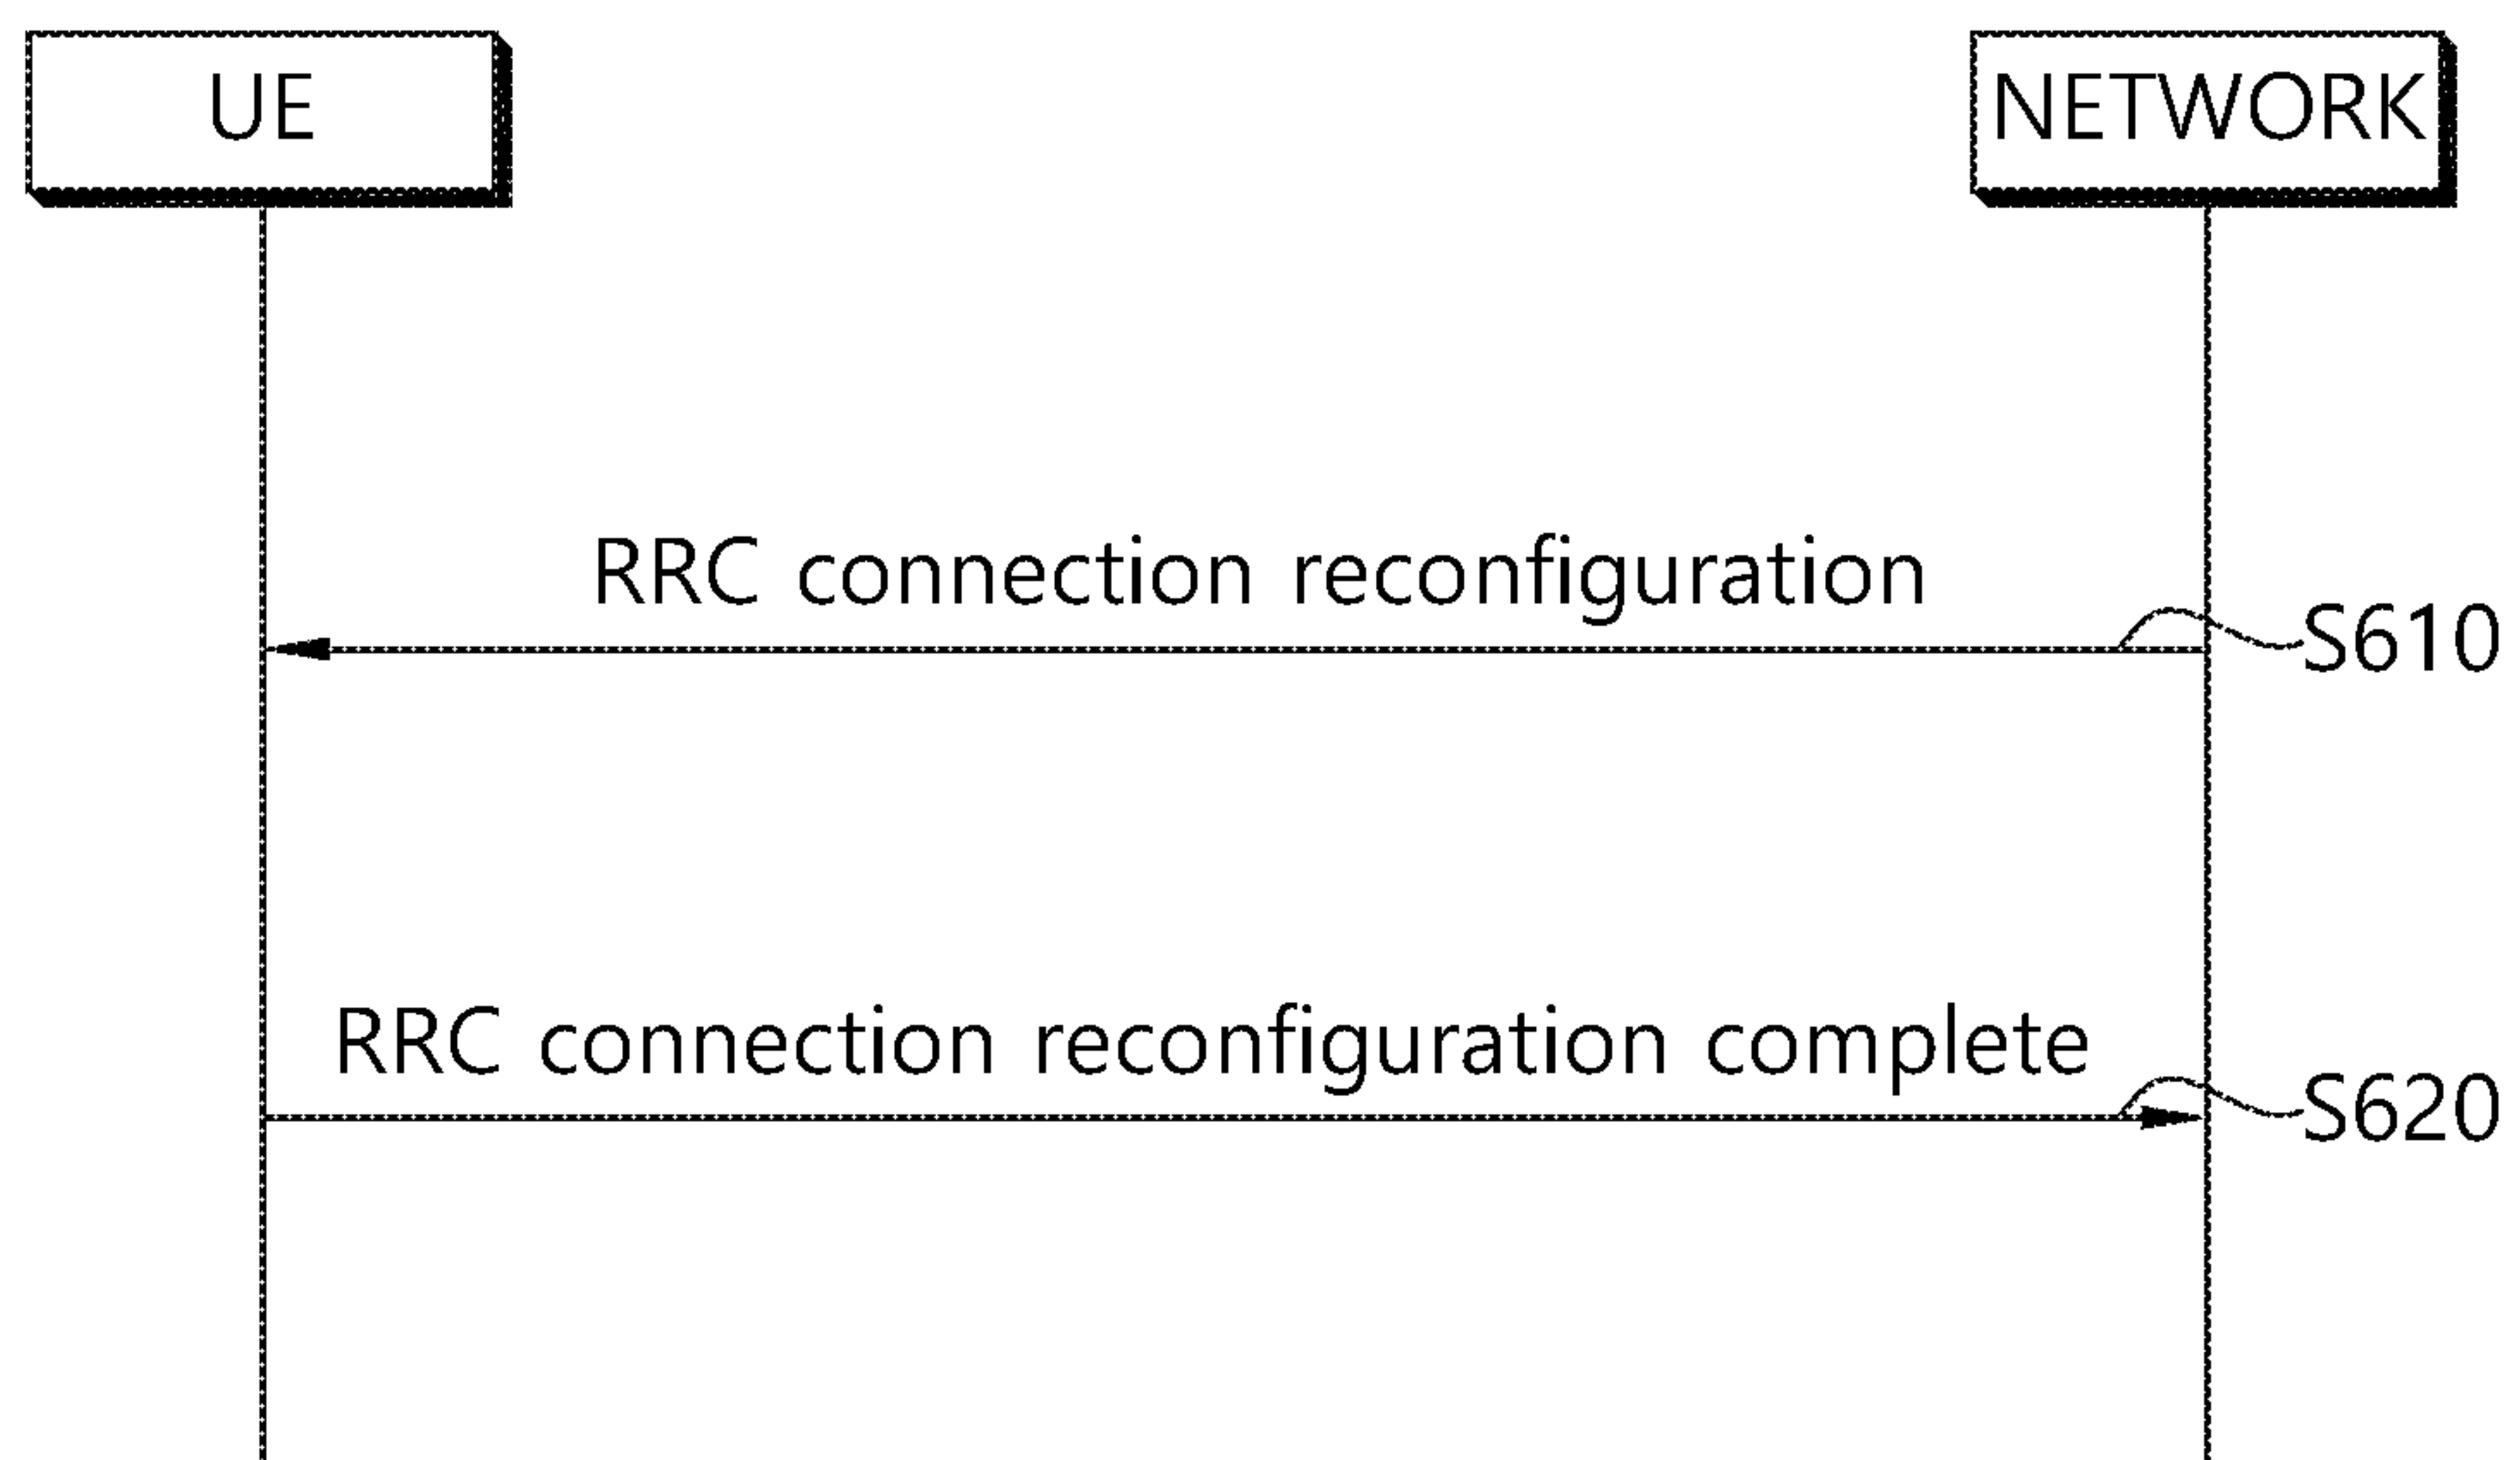 UE
NETWORK
RRC connection reconfiguration
S610
RRC connection reconfiguration complete
S620